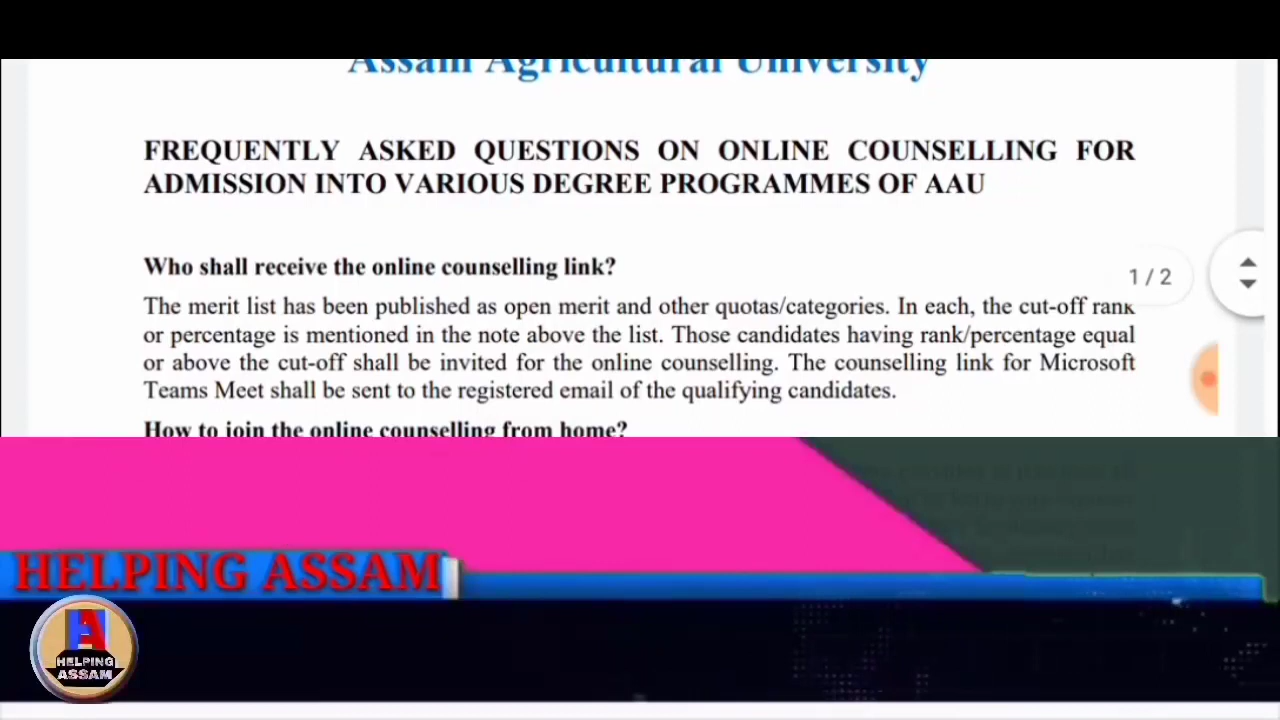 Assam Agricultural University
FREQUENTLY ASKED QUESTIONS ON ONLINE COUNSELLING FOR
ADMISSION INTO VARIOUS DEGREE PROGRAMMES OF AAU
Who shall receive the online counselling link?
1 / 2
The merit list has been published as open merit and other quotas/categories. In each, the cut-off rank
or percentage is mentioned in the note above the list. Those candidates having rank/percentage equal
or above the cut-off shall be invited for the online counselling. The counselling link for Microsoft
Teams Meet shall be sent to the registered email of the qualifying candidates.
How to join the online counselling from home?
HELPING ASSAM
HA
HELPING
ASSAM